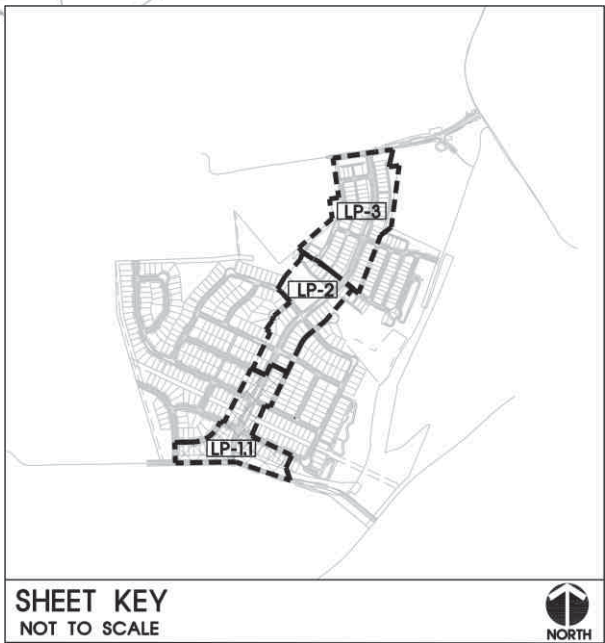 LP-3
LP-2
LP-1.1
SHEET KEY
NOT TO SCALE
NORTH